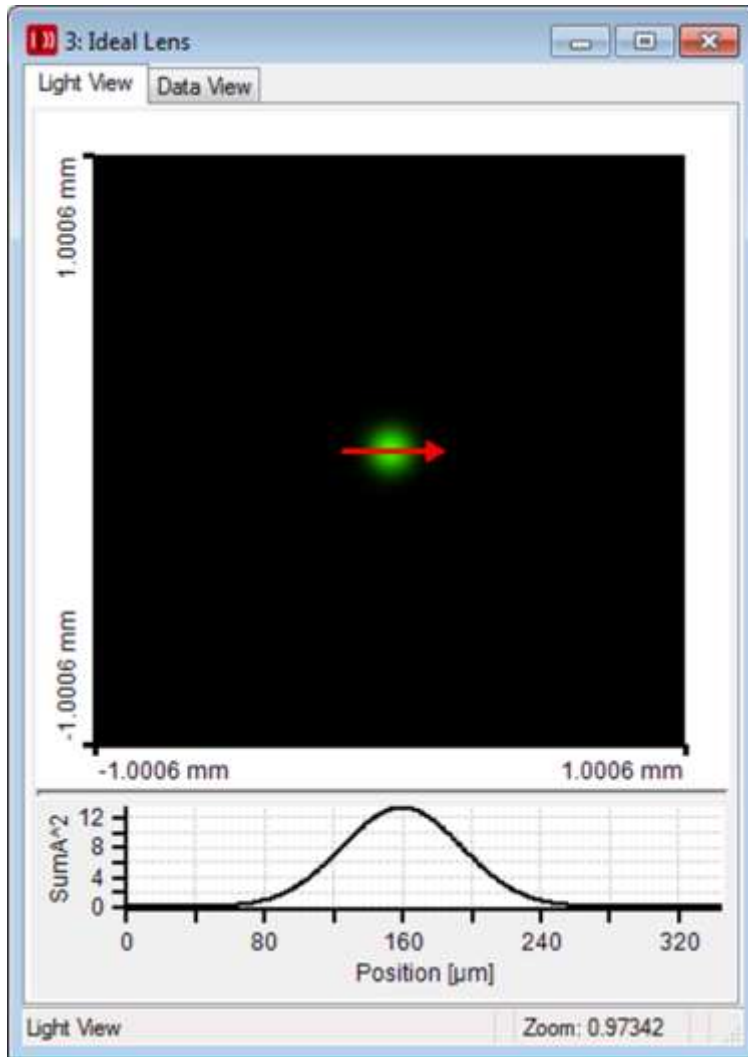 3: Ideal Lens
Light View Data View
1.0006 mm
-1.0006 mm
-1.0006 mm 1.0006 mm
SumA^2
12
8
4
0
0 80 160 240 320
Position [µm]
Light View Zoom: 0.97342